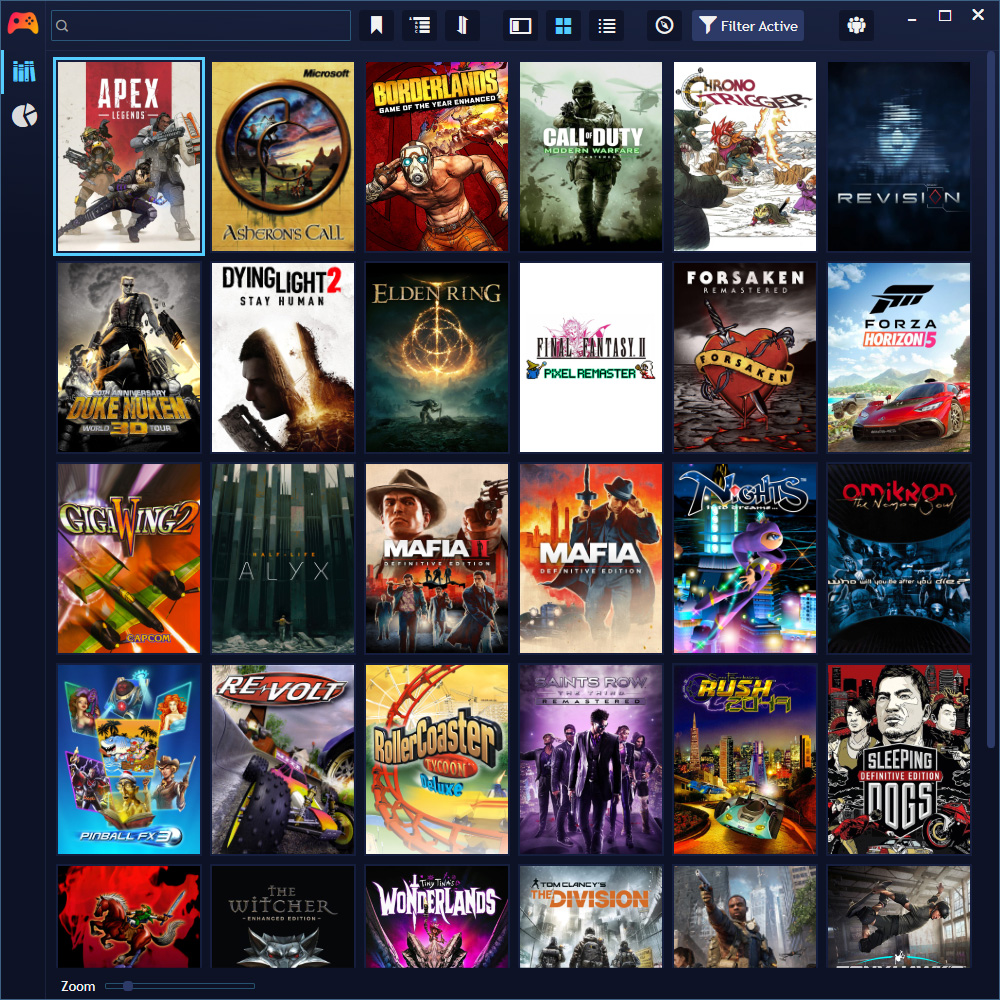 Filter Active
APEX
LEGENDS
Microsoft
ASHERON'S CALL
BORDERLANDS
GAME OF THE YEAR ENHANCED
CALL OF DUTY
MODERN WARFARE
REMASTERED
CHRONO
TRIGGER
REVISION
20TH ANNIVERSARY
DUKE NUKEM
WORLD 3D TOUR
DYING LIGHT 2
STAY HUMAN
ELDEN RING
FINAL FANTASY II
PIXEL REMASTER
FORSAKEN
REMASTERED
FORSAKEN
FORZA
HORIZON 5
GIGAWING 2
CAPCOM
HALF-LIFE
ALYX
MAFIA II
DEFINITIVE EDITION
MAFIA
DEFINITIVE EDITION
NiGHTS
into dreams...
OMIKRON
The Nomad Soul
who will you be after you die?
PINBALL FX3
RE-VOLT
RollerCoaster
TYCOON
Deluxe
SAINTS ROW
THE THIRD
REMASTERED
San Francisco
RUSH
2049
SLEEPING
DEFINITIVE EDITION
DOGS
THE
WITCHER
ENHANCED EDITION
TINY TINA'S
WONDERLANDS
TOM CLANCY'S
THE DIVISION
Zoom